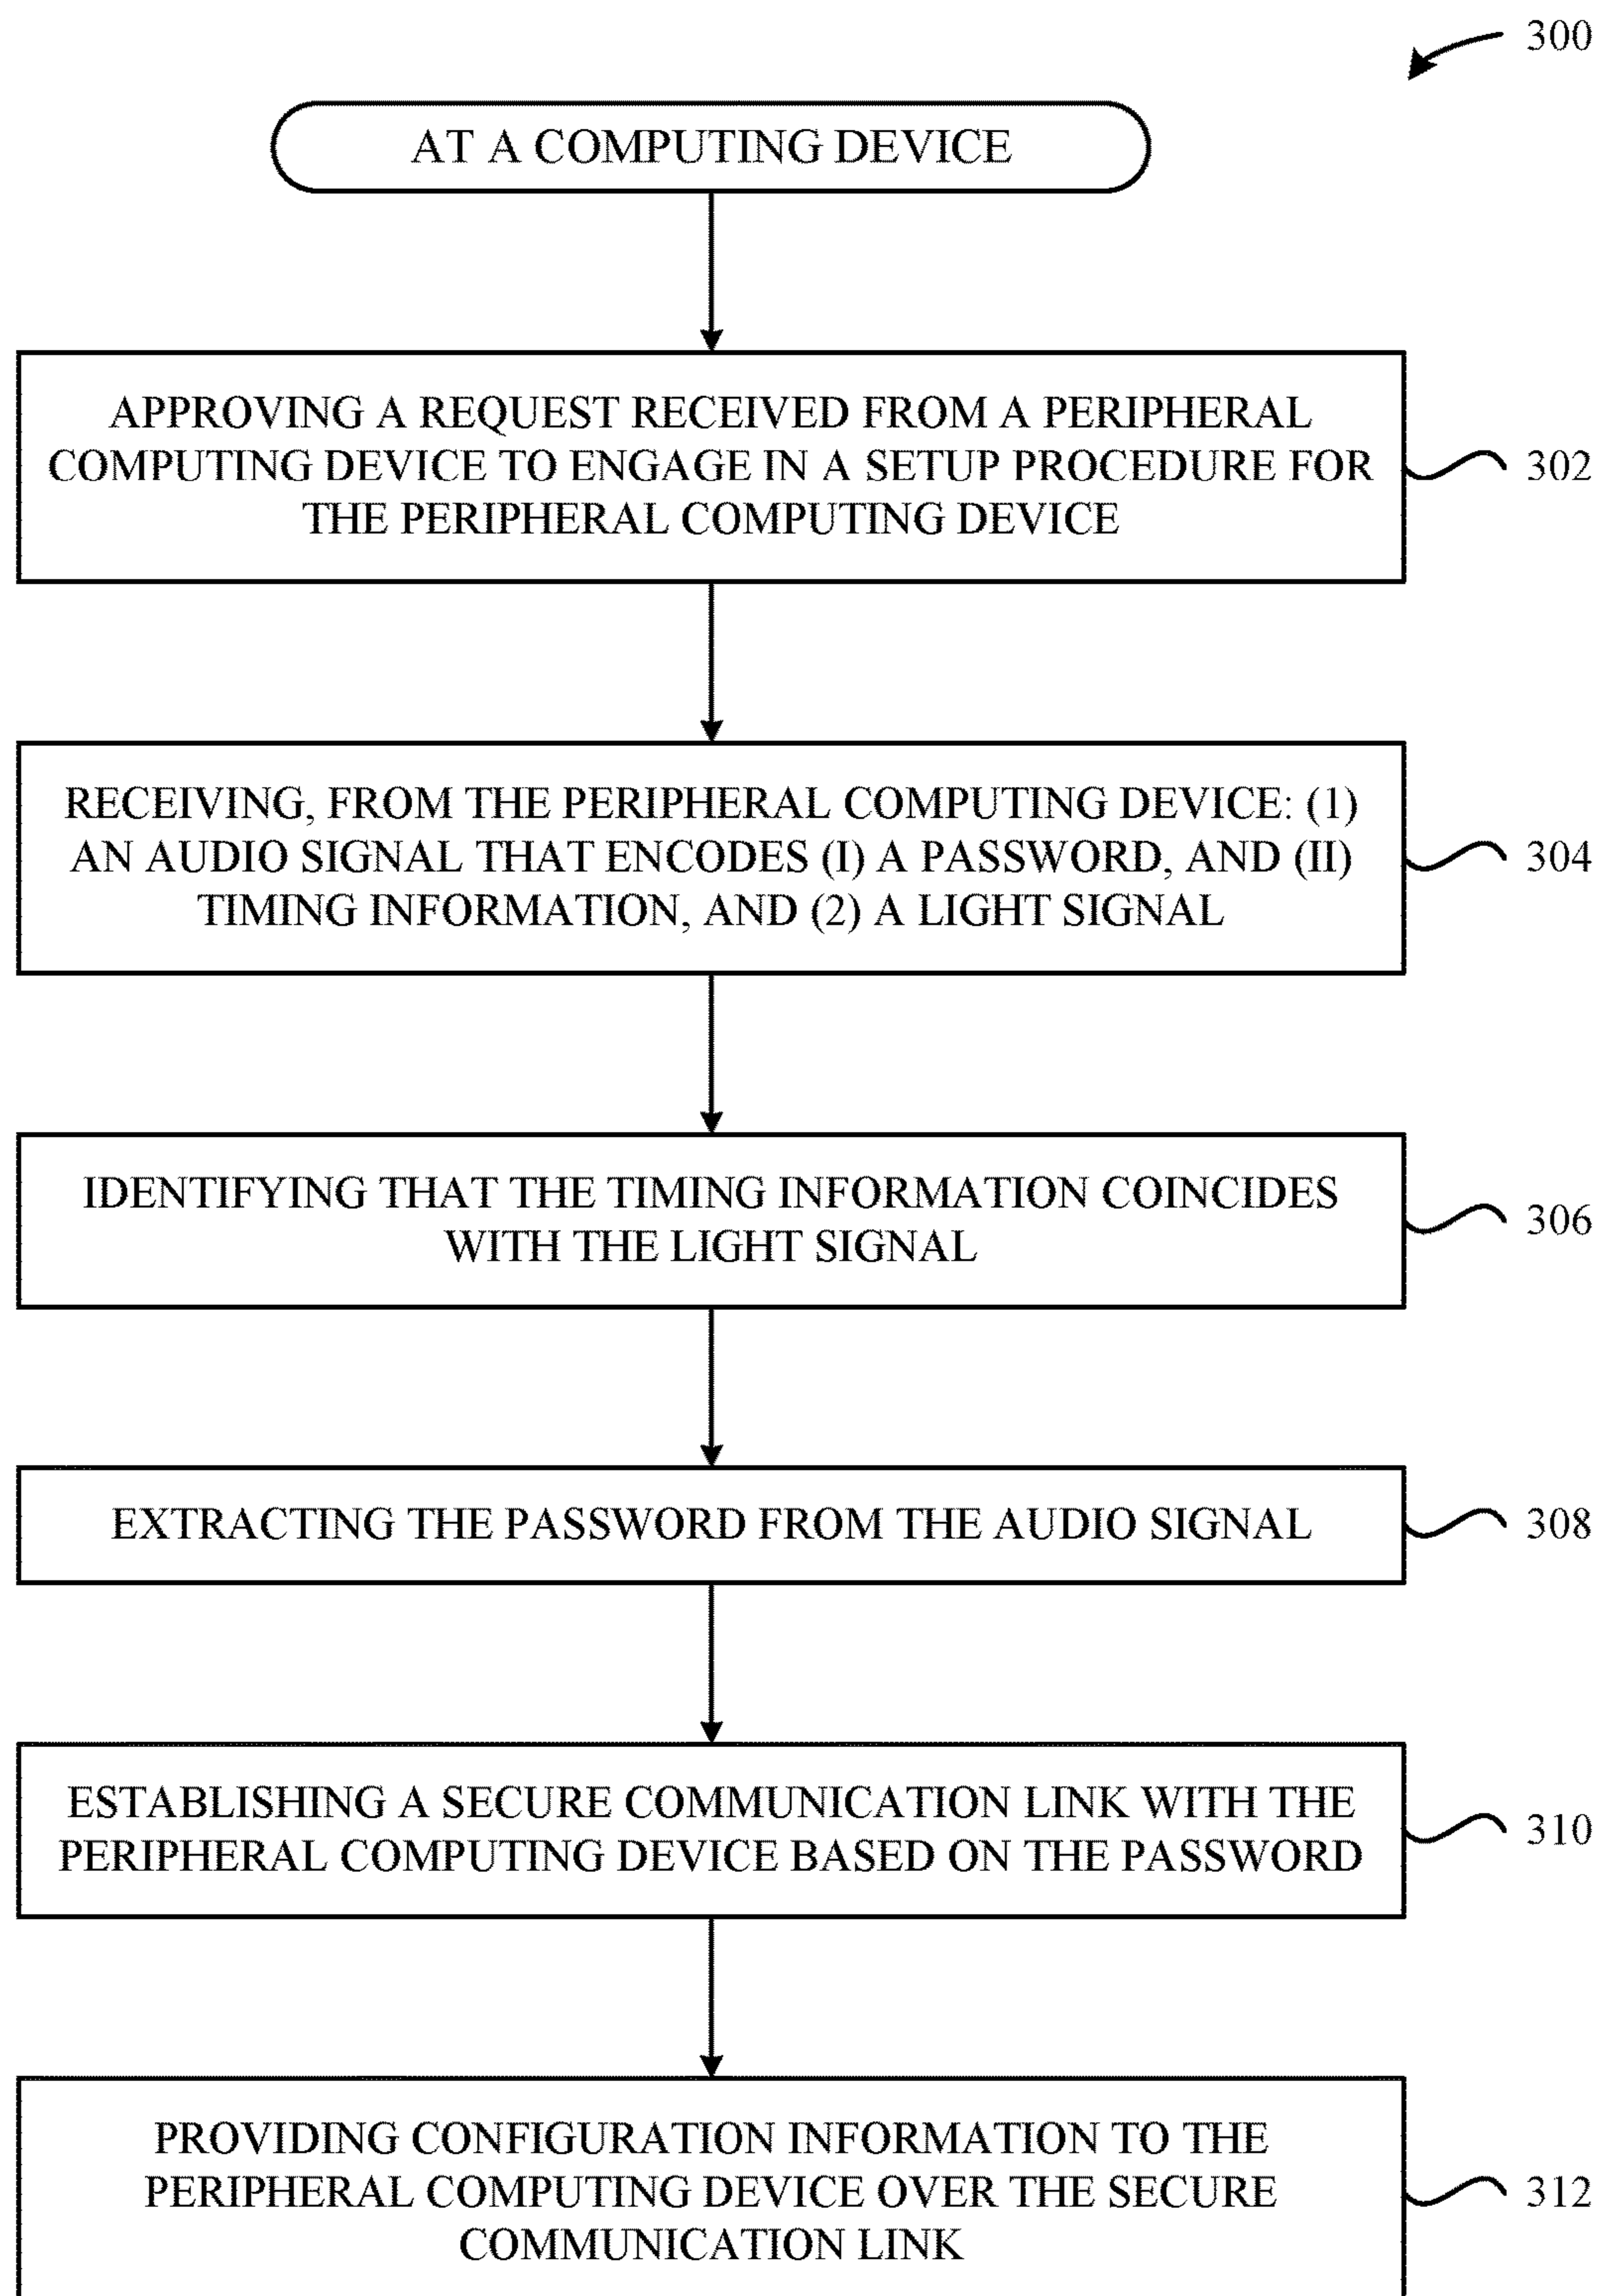 300
AT A COMPUTING DEVICE
APPROVING A REQUEST RECEIVED FROM A PERIPHERAL
COMPUTING DEVICE TO ENGAGE IN A SETUP PROCEDURE FOR
THE PERIPHERAL COMPUTING DEVICE
302
RECEIVING, FROM THE PERIPHERAL COMPUTING DEVICE: (1)
AN AUDIO SIGNAL THAT ENCODES (I) A PASSWORD, AND (II)
TIMING INFORMATION, AND (2) A LIGHT SIGNAL
304
IDENTIFYING THAT THE TIMING INFORMATION COINCIDES
WITH THE LIGHT SIGNAL
306
EXTRACTING THE PASSWORD FROM THE AUDIO SIGNAL
308
ESTABLISHING A SECURE COMMUNICATION LINK WITH THE
PERIPHERAL COMPUTING DEVICE BASED ON THE PASSWORD
310
PROVIDING CONFIGURATION INFORMATION TO THE
PERIPHERAL COMPUTING DEVICE OVER THE SECURE
COMMUNICATION LINK
312